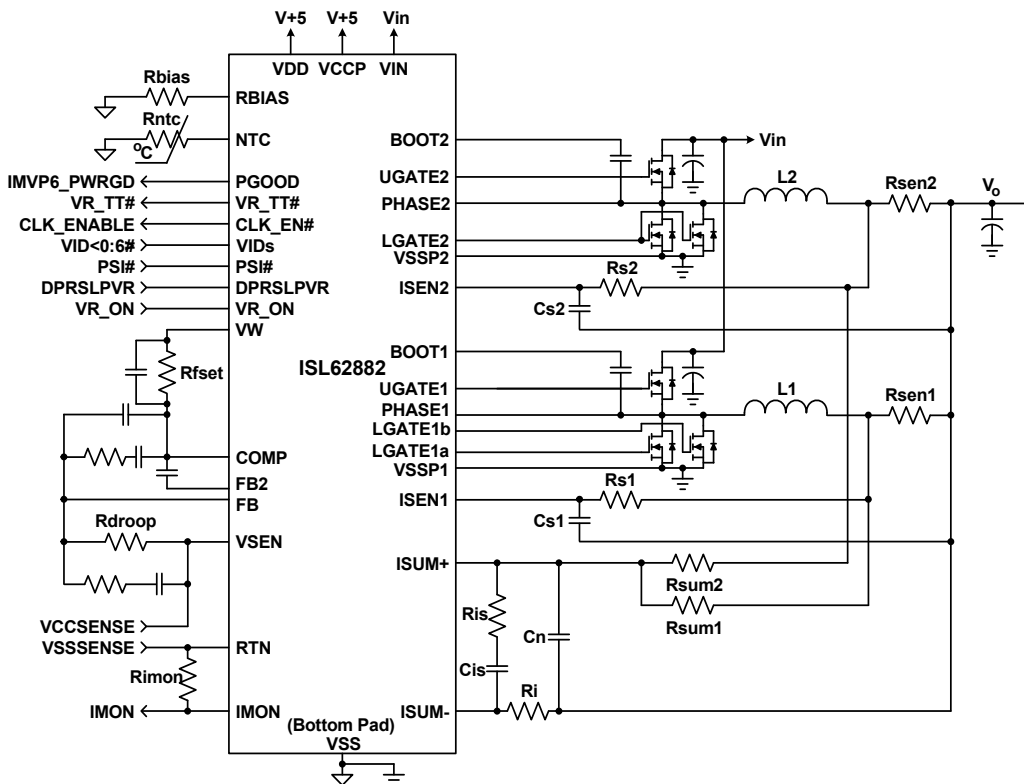 V+5 V+5 Vin
VDD VCCP VIN
Rbias
RBIAS
Rntc
NTC
°C
IMVP6_PWRGD PGOOD
VR_TT# VR_TT#
CLK_ENABLE CLK_EN#
VID<0:6# VIDs
PSI# PSI#
DPRSLPVR DPRSLPVR
VR_ON VR_ON
VW
Rfset
COMP
FB2
FB
Rdroop
VSEN
VCCSENSE
VSSSENSE RTN
Rimon
IMON IMON
ISL62882
(Bottom Pad)
VSS
BOOT2
Vin
UGATE2
PHASE2
L2
Rsen2
Vo
LGATE2
VSSP2
ISEN2
Rs2
Cs2
BOOT1
UGATE1
PHASE1
L1
Rsen1
LGATE1b
LGATE1a
VSSP1
ISEN1
Rs1
Cs1
ISUM+
Rsum2
Rsum1
Ris
Cn
Cis
Ri
ISUM-